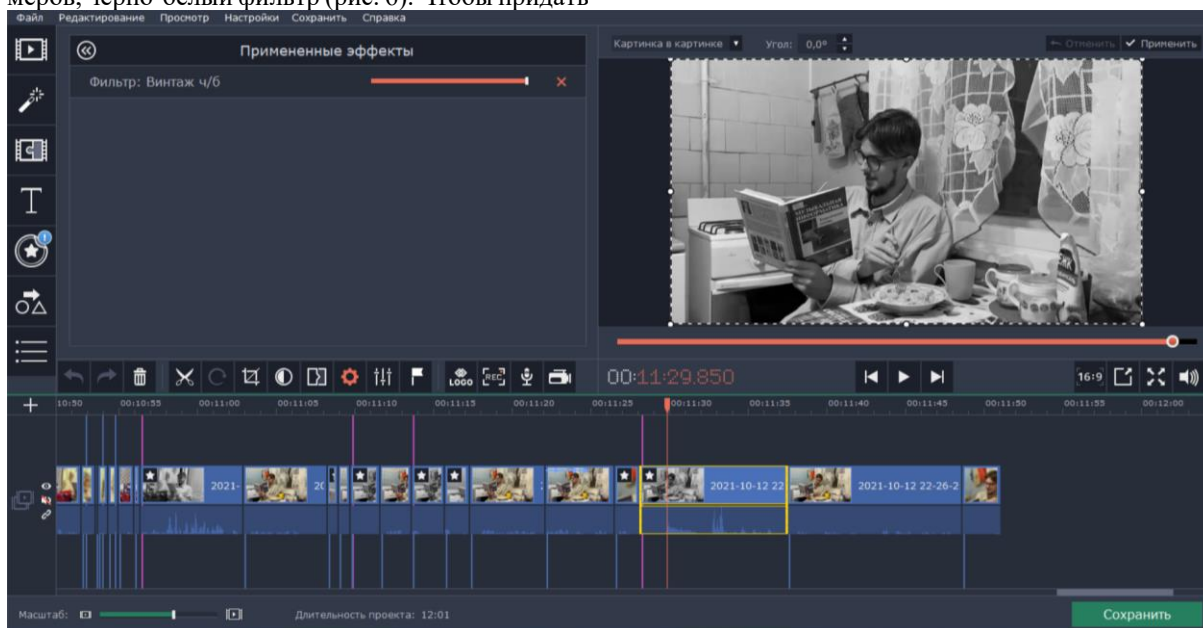 меров, черно-белый фильтр (рис. 6). Чтобы придать
Файл Редактирование Просмотр Настройки Сохранить Справка
Примененные эффекты
Фильтр: Винтаж ч/б
Картинка в картинке Угол: 0,0° Отменить Применить
LOGO REC 00:11:29.850 16:9
10:50 00:10:55 00:11:00 00:11:05 00:11:10 00:11:15 00:11:20 00:11:25 00:11:30 00:11:35 00:11:40 00:11:45 00:11:50 00:11:55 00:12:00
2021- 20 2021-10-12 22 2021-10-12 22-26-2
Масштаб: Длительность проекта: 12:01 Сохранить